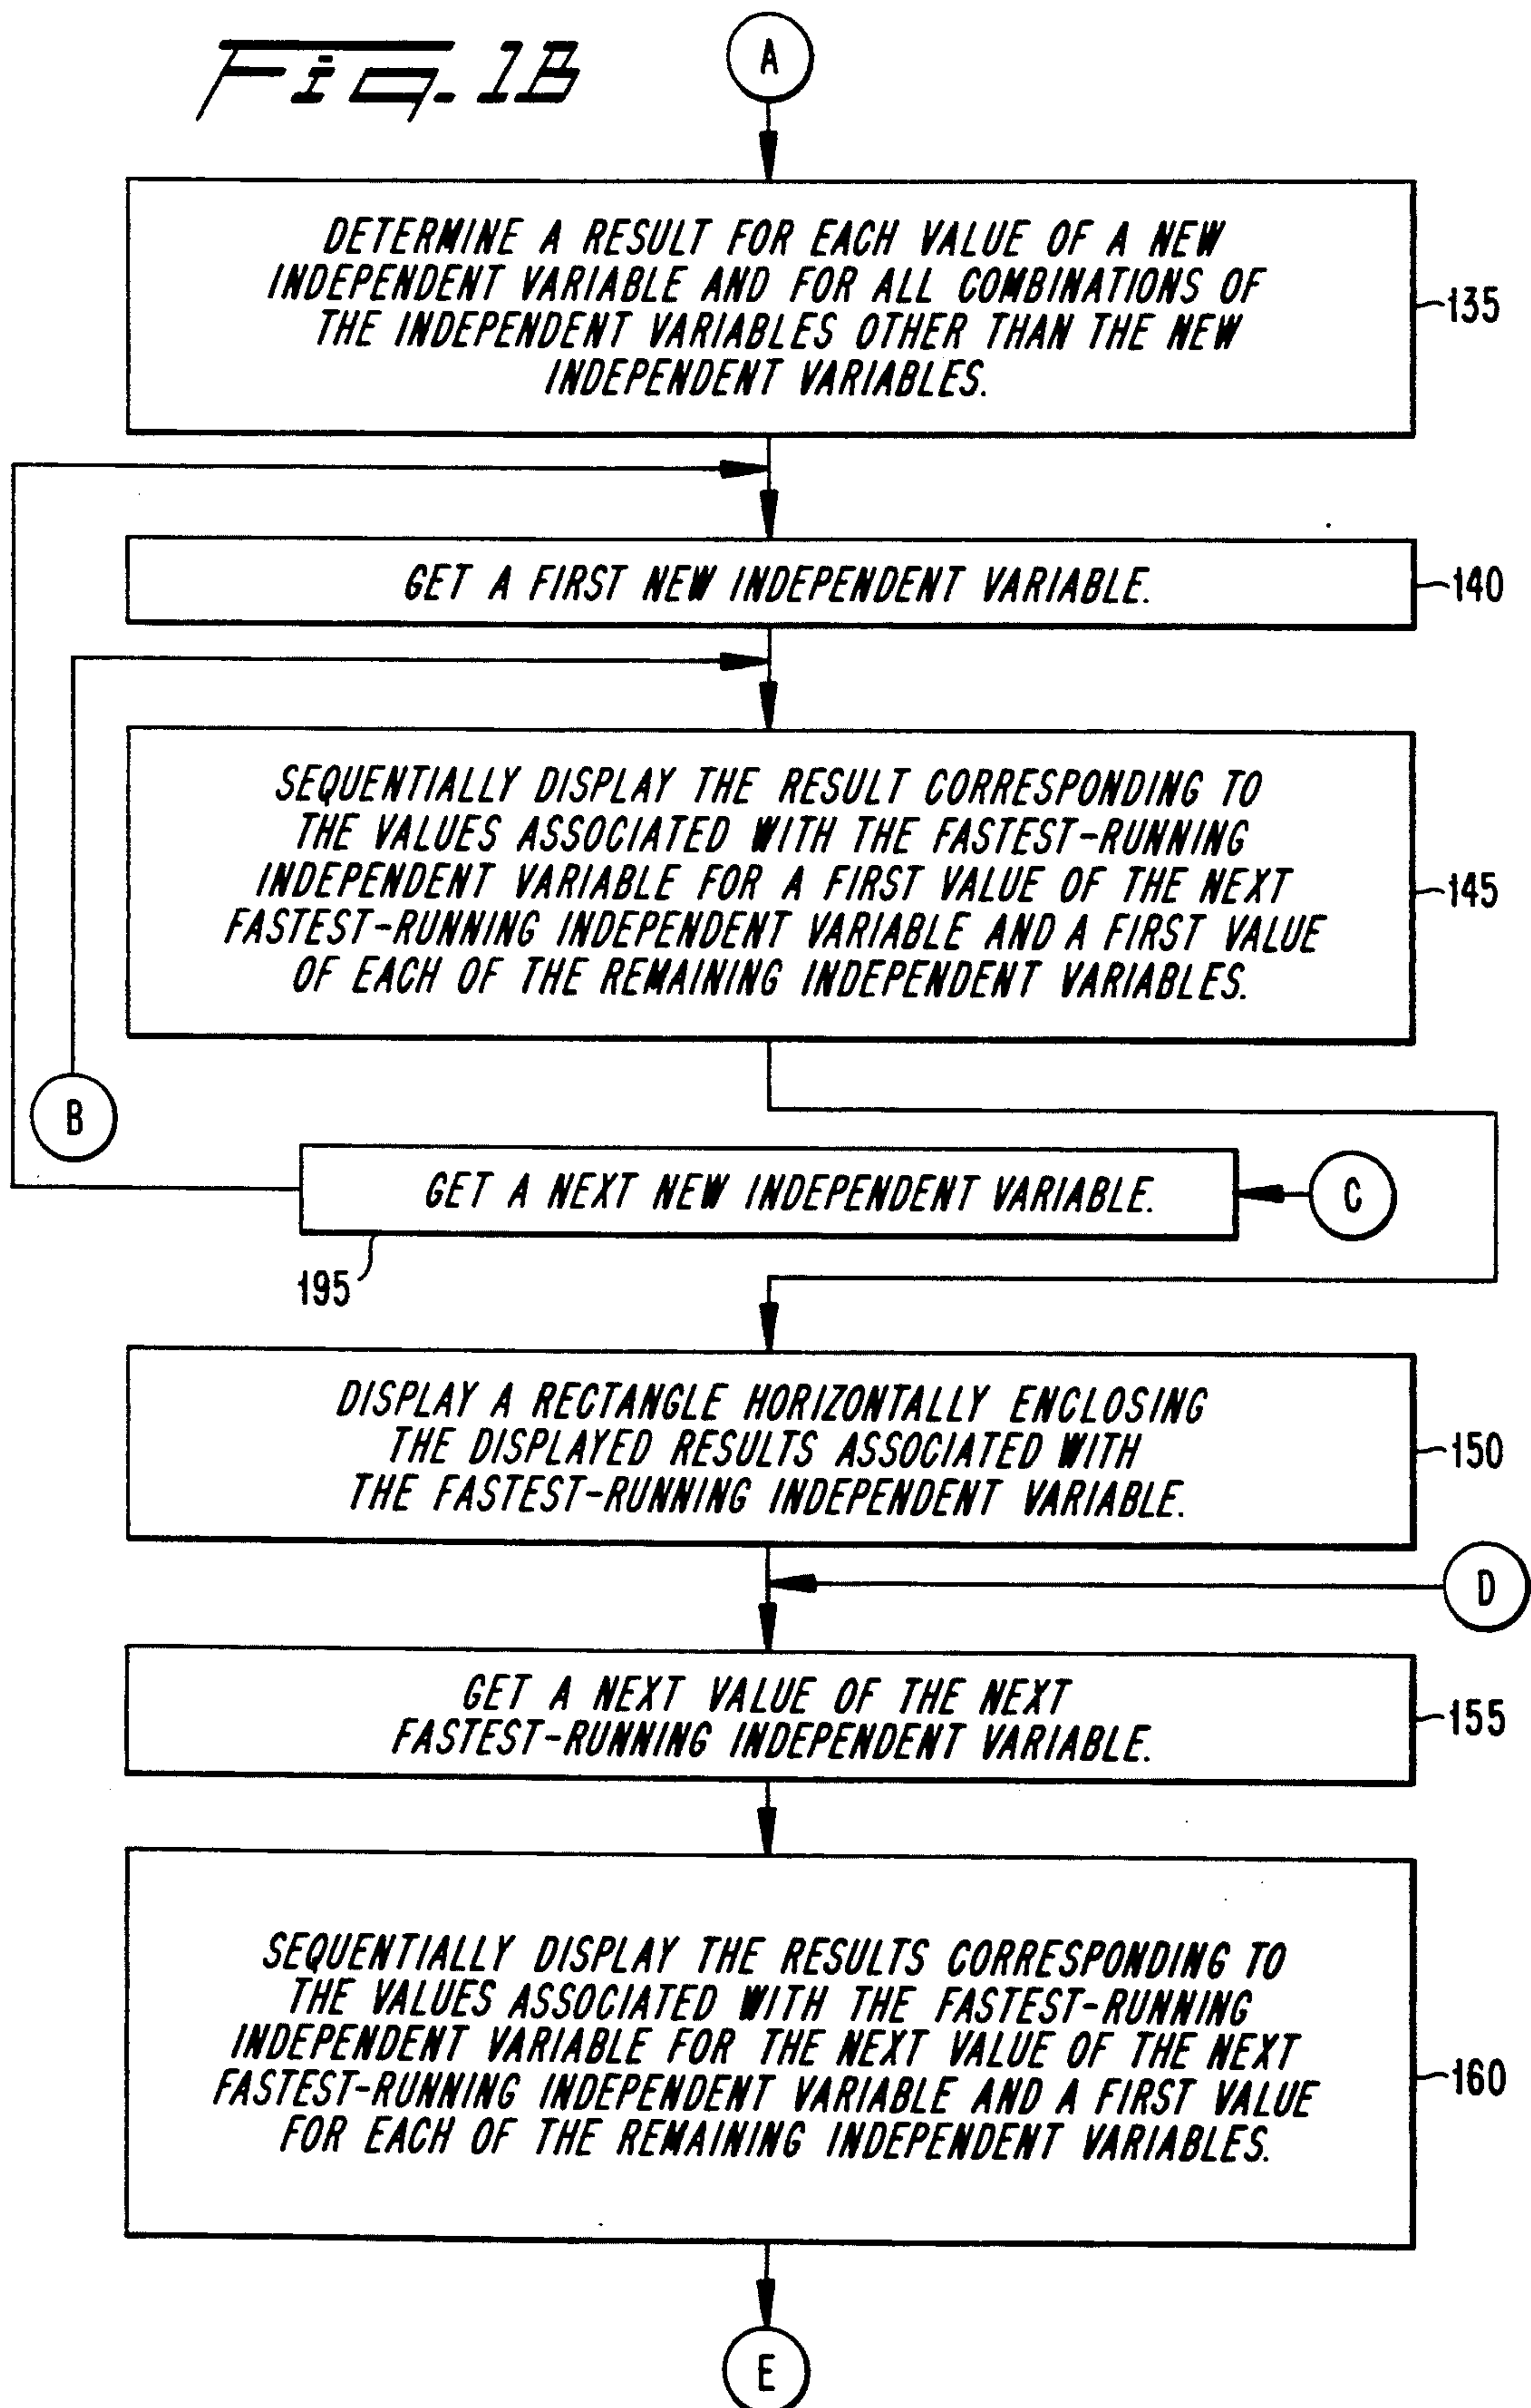 Fig. 1B
A
DETERMINE A RESULT FOR EACH VALUE OF A NEW
INDEPENDENT VARIABLE AND FOR ALL COMBINATIONS OF
THE INDEPENDENT VARIABLES OTHER THAN THE NEW
INDEPENDENT VARIABLES.
135
GET A FIRST NEW INDEPENDENT VARIABLE.
140
SEQUENTIALLY DISPLAY THE RESULT CORRESPONDING TO
THE VALUES ASSOCIATED WITH THE FASTEST-RUNNING
INDEPENDENT VARIABLE FOR A FIRST VALUE OF THE NEXT
FASTEST-RUNNING INDEPENDENT VARIABLE AND A FIRST VALUE
OF EACH OF THE REMAINING INDEPENDENT VARIABLES.
145
B
GET A NEXT NEW INDEPENDENT VARIABLE.
C
195
DISPLAY A RECTANGLE HORIZONTALLY ENCLOSING
THE DISPLAYED RESULTS ASSOCIATED WITH
THE FASTEST-RUNNING INDEPENDENT VARIABLE.
150
D
GET A NEXT VALUE OF THE NEXT
FASTEST-RUNNING INDEPENDENT VARIABLE.
155
SEQUENTIALLY DISPLAY THE RESULTS CORRESPONDING TO
THE VALUES ASSOCIATED WITH THE FASTEST-RUNNING
INDEPENDENT VARIABLE FOR THE NEXT VALUE OF THE NEXT
FASTEST-RUNNING INDEPENDENT VARIABLE AND A FIRST VALUE
FOR EACH OF THE REMAINING INDEPENDENT VARIABLES.
160
E